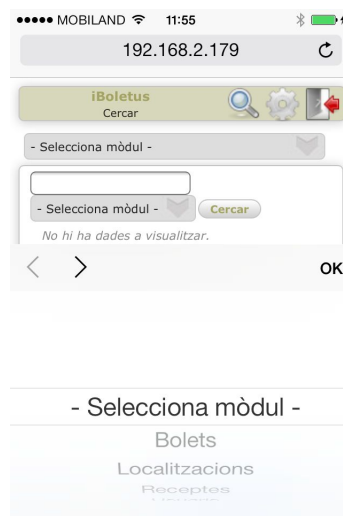 MOBILAND 11:55
192.168.2.179
iBoletus
Cercar
- Selecciona mòdul -
- Selecciona mòdul - Cercar
No hi ha dades a visualitzar.
OK
- Selecciona mòdul -
Bolets
Localitzacions
Receptes